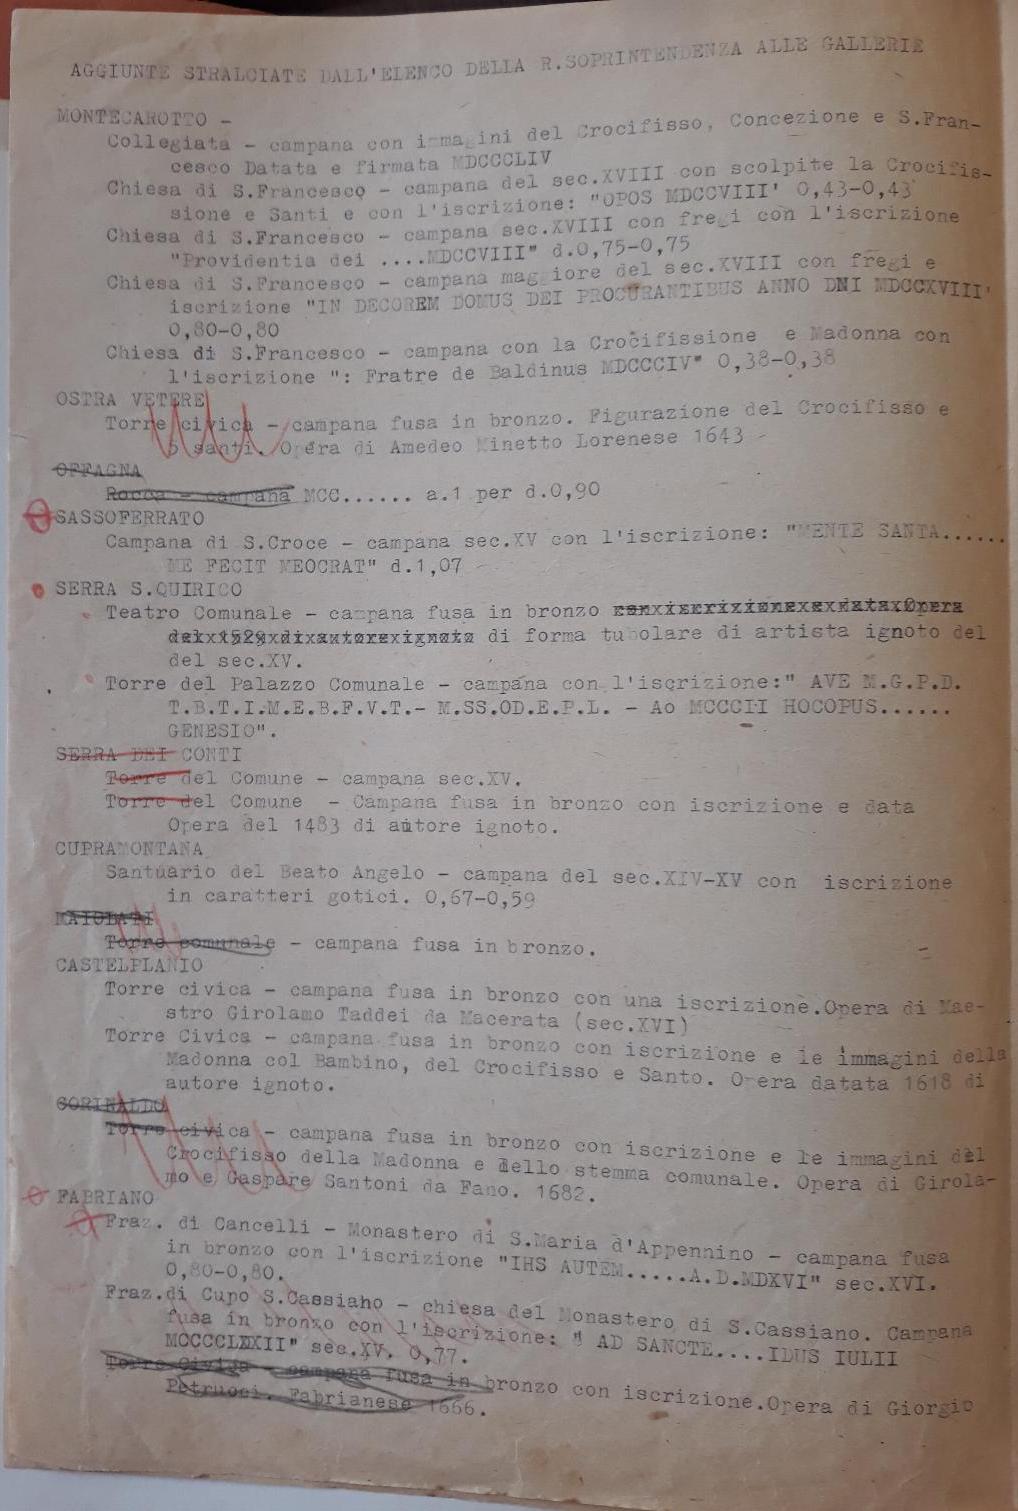 AGGIUNTE STRALCIATE DALL'ELENCO DELLA R.SOPRINTENDENZA ALLE GALLERIE
MONTECAROTTO -
Collegiata - campana con immagini del Crocifisso, Concezione e S.Fran-
cesco Datata e firmata MDCCCLIV
Chiesa di S.Francesco - campana del sec.XVIII con scolpite la Crocifis-
sione e Santi e con l'iscrizione: "OPOS MDCCVIII' 0,43-0,43
Chiesa di S.Francesco - campana sec.XVIII con fregi con l'iscrizione
"Providentia dei ....MDCCVIII" d.0,75-0,75
Chiesa di S.Francesco - campana maggiore del sec.XVIII con fregi e
iscrizione "IN DECOREM DOMUS DEI PROCURANTIBUS ANNO DNI MDCCXVIII'
0,80-0,80
Chiesa di S.Francesco - campana con la Crocifissione e Madonna con
l'iscrizione ": Fratre de Baldinus MDCCCIV" 0,38-0,38
OSTRA VETERE
Torre civica - campana fusa in bronzo. Figurazione del Crocifisso e
5 santi. Opera di Amedeo Minetto Lorenese 1643 -
OFFAGNA
Rocca - campana MCC...... a.1 per d.0,90
SASSOFERRATO
Campana di S.Croce - campana sec.XV con l'iscrizione: "MENTE SANTA......
ME FECIT MEOCRAT" d.1,07 -
SERRA S.QUIRICO
Teatro Comunale - campana fusa in bronzo con iscrizione e data Opera
del 1529 di autore ignoto di forma tubolare di artista ignoto del
del sec.XV.
Torre del Palazzo Comunale - campana con l'iscrizione:" AVE M.G.P.D.
T.B.T.I.M.E.B.F.V.T.- M.SS.OD.E.P.L. - Ao HOCOPUS......
GENESIO".
SERRA DEI CONTI
Torre del Comune - campana sec.XV.
Torre del Comune - Campana fusa in bronzo con iscrizione e data
Opera del 1483 di autore ignoto.
CUPRAMONTANA
Santuario del Beato Angelo - campana del sec.XIV-XV con iscrizione
in caratteri gotici. 0,67-0,59
MAIOLATI
Torre comunale - campana fusa in bronzo.
CASTELPLANIO
Torre civica - campana fusa in bronzo con una iscrizione.Opera di Mae-
stro Girolamo Taddei da Macerata (sec.XVI)
Torre Civica - campana fusa in bronzo con iscrizione e le immagini della
Madonna col Bambino, del Crocifisso e Santo. Opera datata 1618 di
autore ignoto.
CORINALDO
Torre civica - campana fusa in bronzo con iscrizione e le immagini del
Crocifisso della Madonna e dello stemma comunale. Opera di Girola-
mo e Gaspare Santoni da Fano. 1682.
FABRIANO
Fraz. di Cancelli - Monastero di S.Maria d'Appennino - campana fusa
in bronzo con l'iscrizione "IHS AUTEM.....A.D.MDXVI" sec.XVI.
0,80-0,80.
Fraz.di Cupo S.Cassiaho - chiesa del Monastero di S.Cassiano. Campana
fusa in bronzo con l'iscrizione: " AD SANCTE....IDUS IULII
MCCCCLXXII" sec.XV. 0,77.
Torre Civica - campana fusa in bronzo con iscrizione.Opera di Giorgio
Petrucci. Fabrianese 1666.